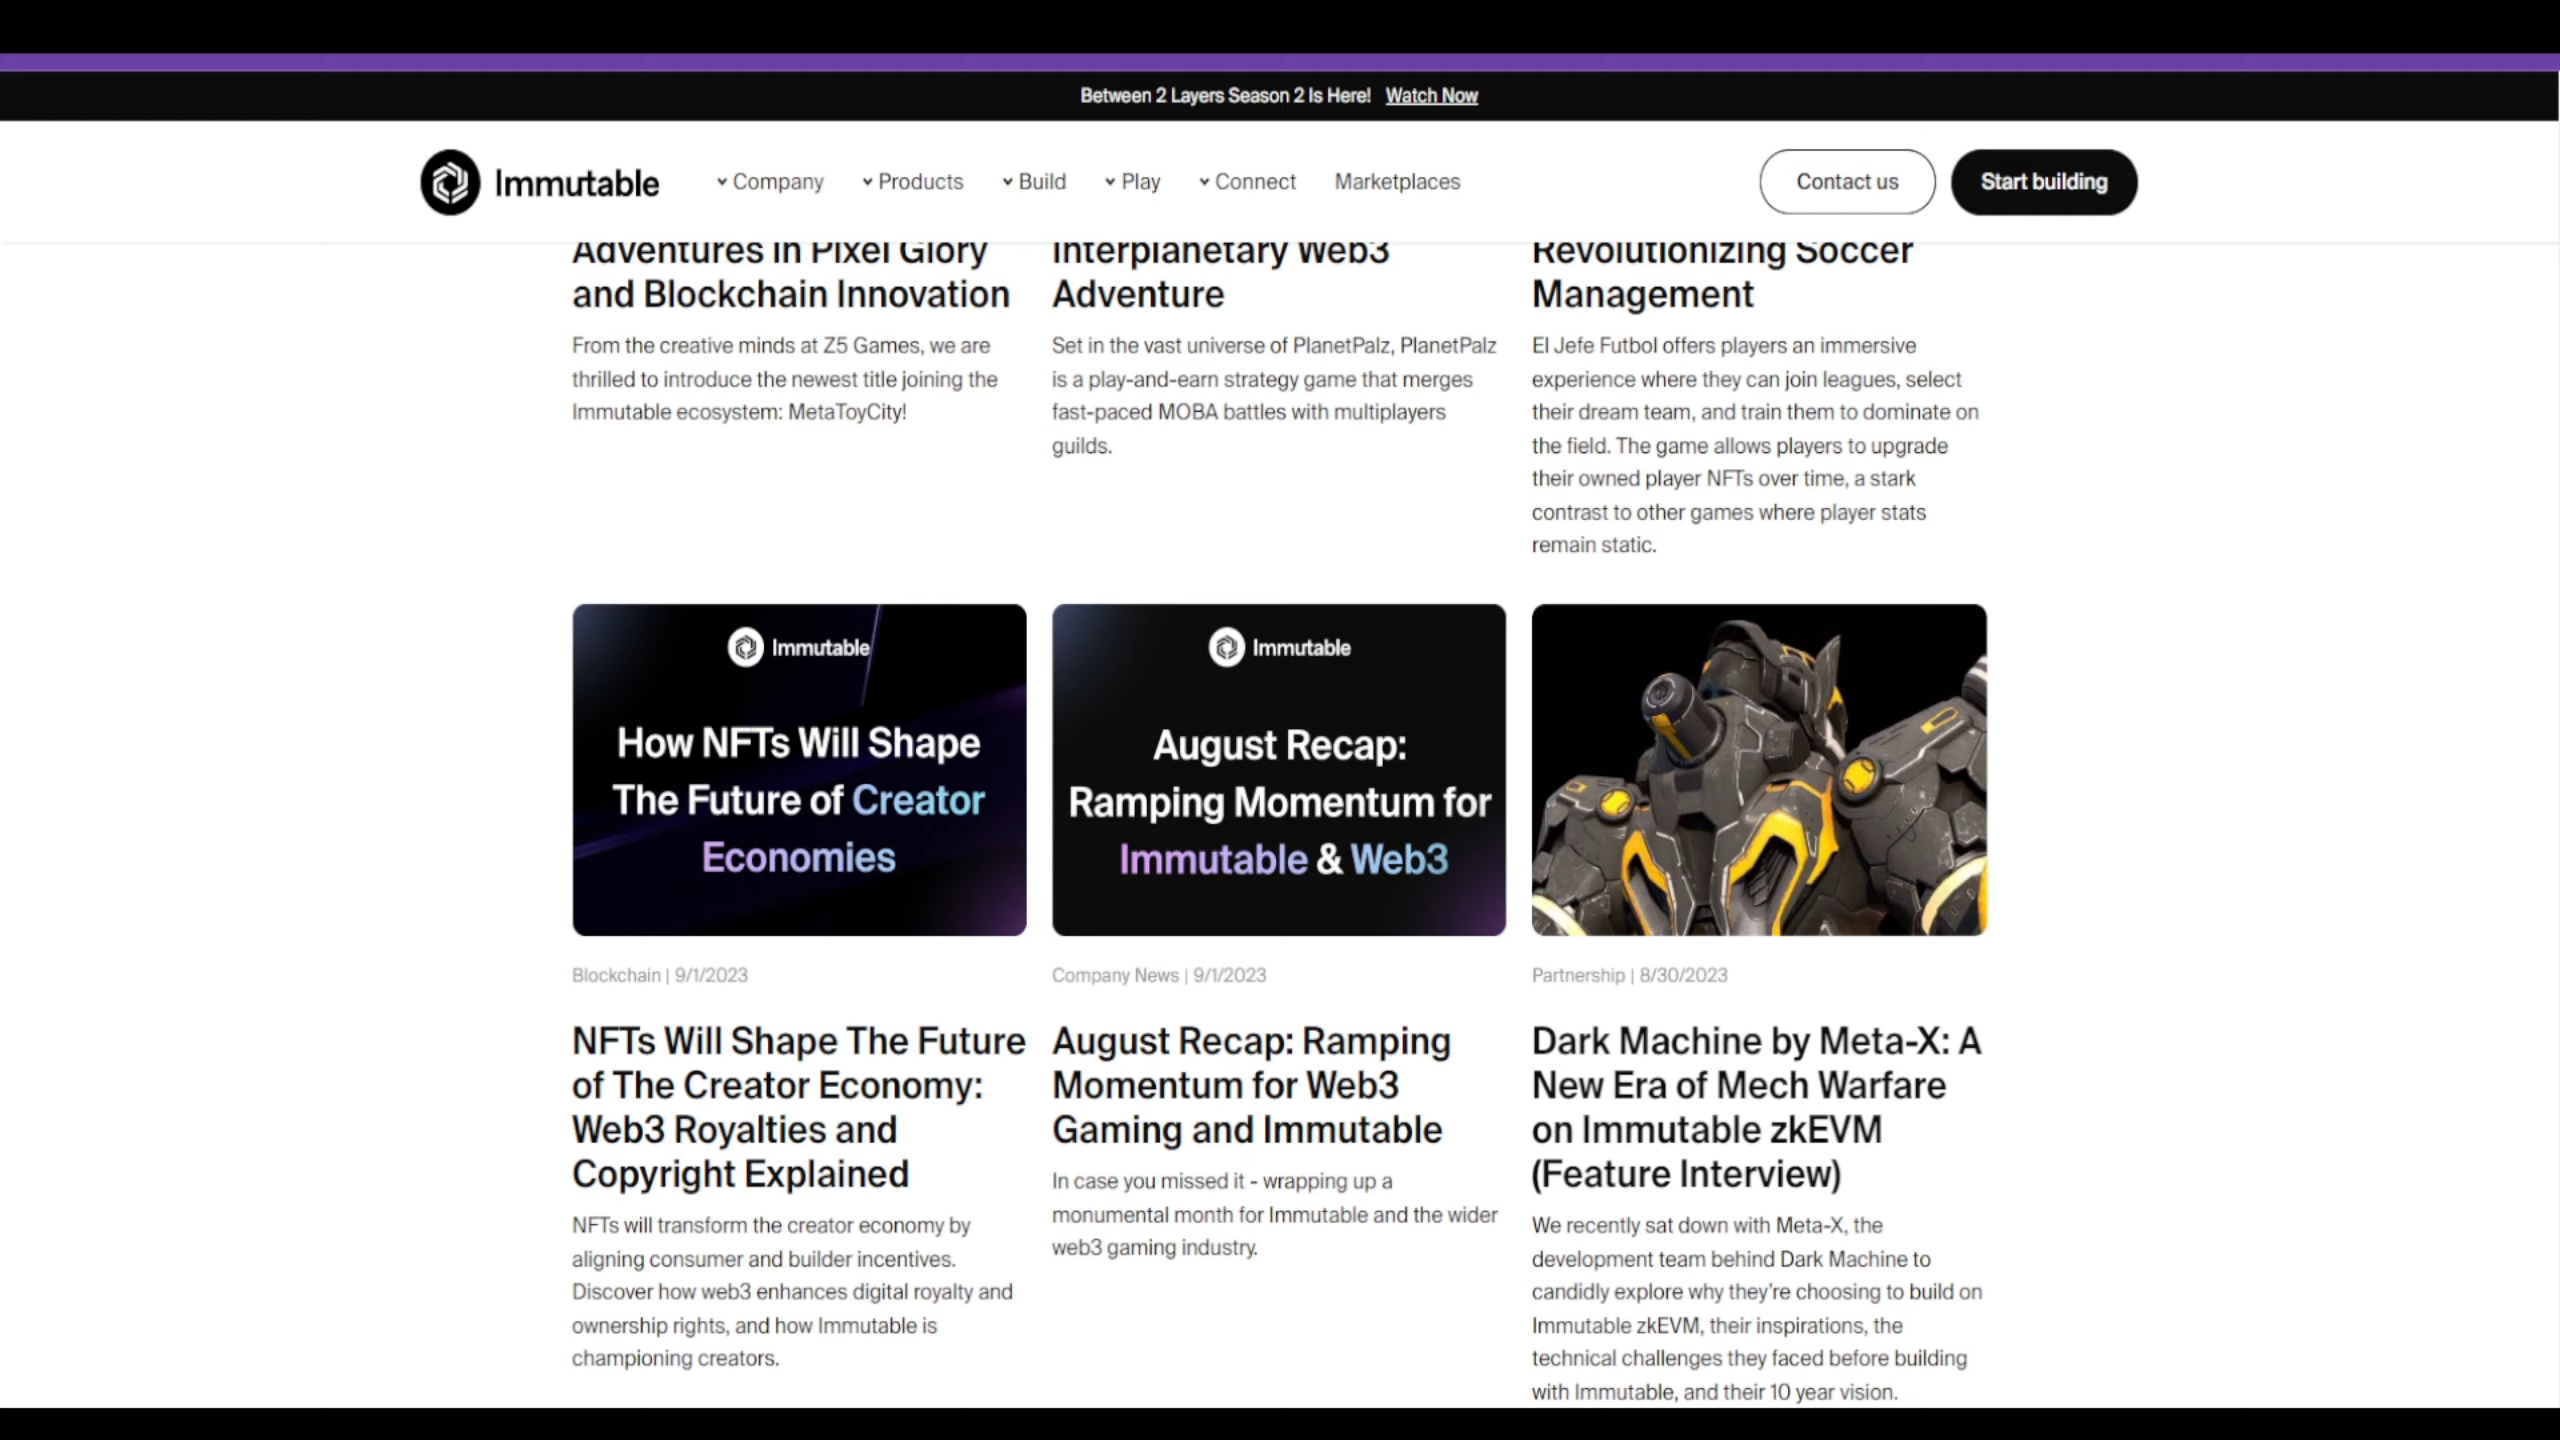 Between 2 Layers Season 2 Is Here! Watch Now
Immutable
Company
Products
Build
Play
Connect
Marketplaces
Contact us
Start building
Adventures in Pixel Glory
and Blockchain Innovation
From the creative minds at Z5 Games, we are
thrilled to introduce the newest title joining the
Immutable ecosystem: MetaToyCity!
Interplanetary Web3
Adventure
Set in the vast universe of PlanetPalz, PlanetPalz
is a play-and-earn strategy game that merges
fast-paced MOBA battles with multiplayers
guilds.
Revolutionizing Soccer
Management
El Jefe Futbol offers players an immersive
experience where they can join leagues, select
their dream team, and train them to dominate on
the field. The game allows players to upgrade
their owned player NFTs over time, a stark
contrast to other games where player stats
remain static.
Immutable
How NFTs Will Shape
The Future of Creator
Economies
Blockchain | 9/1/2023
NFTs Will Shape The Future
of The Creator Economy:
Web3 Royalties and
Copyright Explained
NFTs will transform the creator economy by
aligning consumer and builder incentives.
Discover how web3 enhances digital royalty and
ownership rights, and how Immutable is
championing creators.
Immutable
August Recap:
Ramping Momentum for
Immutable & Web3
Company News | 9/1/2023
August Recap: Ramping
Momentum for Web3
Gaming and Immutable
In case you missed it - wrapping up a
monumental month for Immutable and the wider
web3 gaming industry.
Partnership | 8/30/2023
Dark Machine by Meta-X: A
New Era of Mech Warfare
on Immutable zkEVM
(Feature Interview)
We recently sat down with Meta-X, the
development team behind Dark Machine to
candidly explore why they're choosing to build on
Immutable zkEVM, their inspirations, the
technical challenges they faced before building
with Immutable, and their 10 year vision.